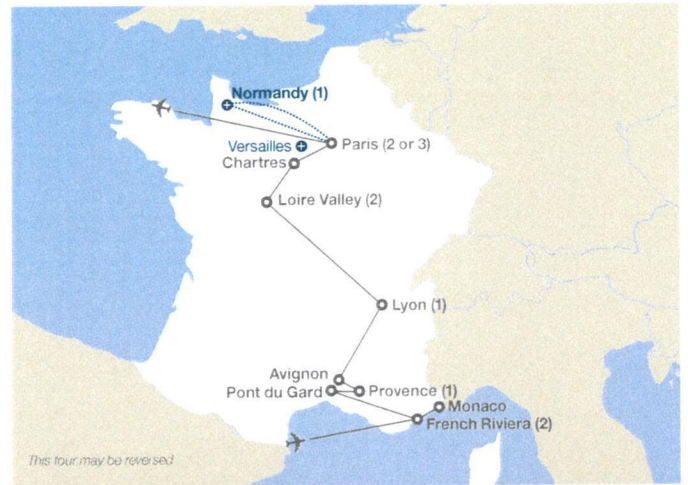 Normandy (1)
Versailles
Paris (2 or 3)
Chartres
Loire Valley (2)
Lyon (1)
Avignon
Pont du Gard
Provence (1)
Monaco
French Riviera (2)
This tour may be reversed